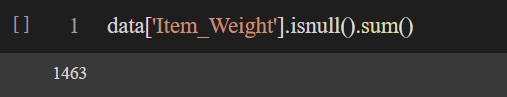 [ ] 1 data['Item_Weight'].isnull().sum()
1463